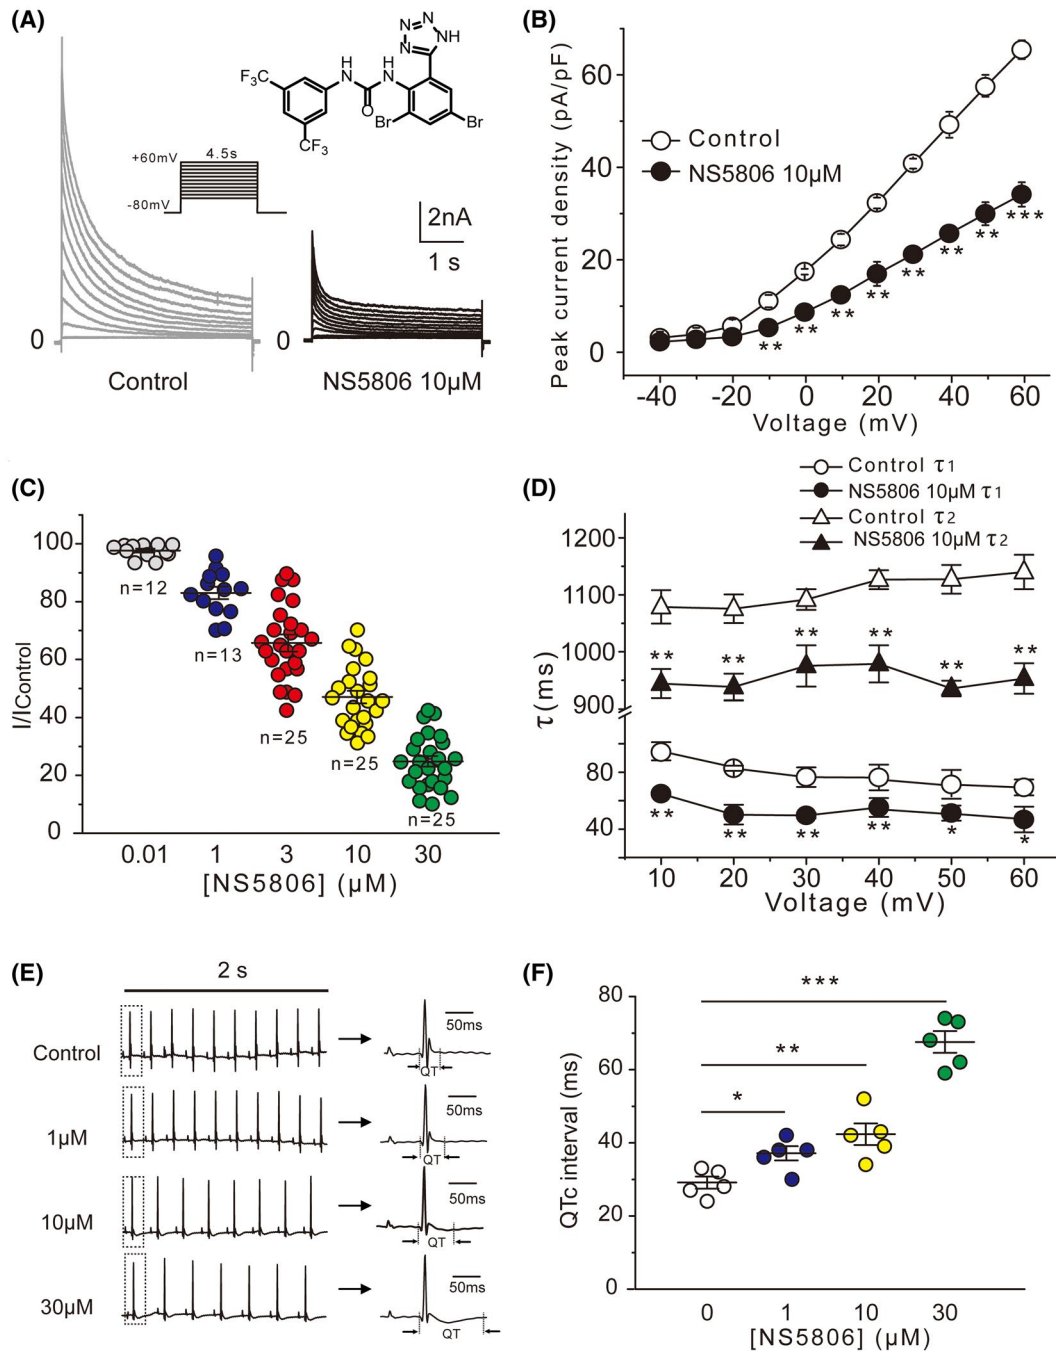 (A)
N
N
N
NH
F₃C
H
N
H
N
O
Br
Br
CF₃
+60mV
4.5s
-80mV
2nA
1 s
0
0
Control
NS5806 10µM
(B)
Peak current density (pA/pF)
60
40
20
0
Control
NS5806 10µM
**
**
**
**
**
**
**
***
-40
-20
0
20
40
60
Voltage (mV)
(C)
I/IControl
100
80
60
40
20
0
n=12
n=13
n=25
n=25
n=25
0.01
1
3
10
30
[NS5806] (µM)
(D)
Control τ1
NS5806 10µM τ1
Control τ2
NS5806 10µM τ2
τ(ms)
1200
1100
1000
900
80
40
**
**
**
**
**
**
**
**
**
**
*
*
10
20
30
40
50
60
Voltage (mV)
(E)
2 s
Control
50ms
QT
1µM
50ms
QT
10µM
50ms
QT
30µM
50ms
QT
(F)
QTc interval (ms)
80
60
40
20
0
***
**
*
0
1
10
30
[NS5806] (µM)